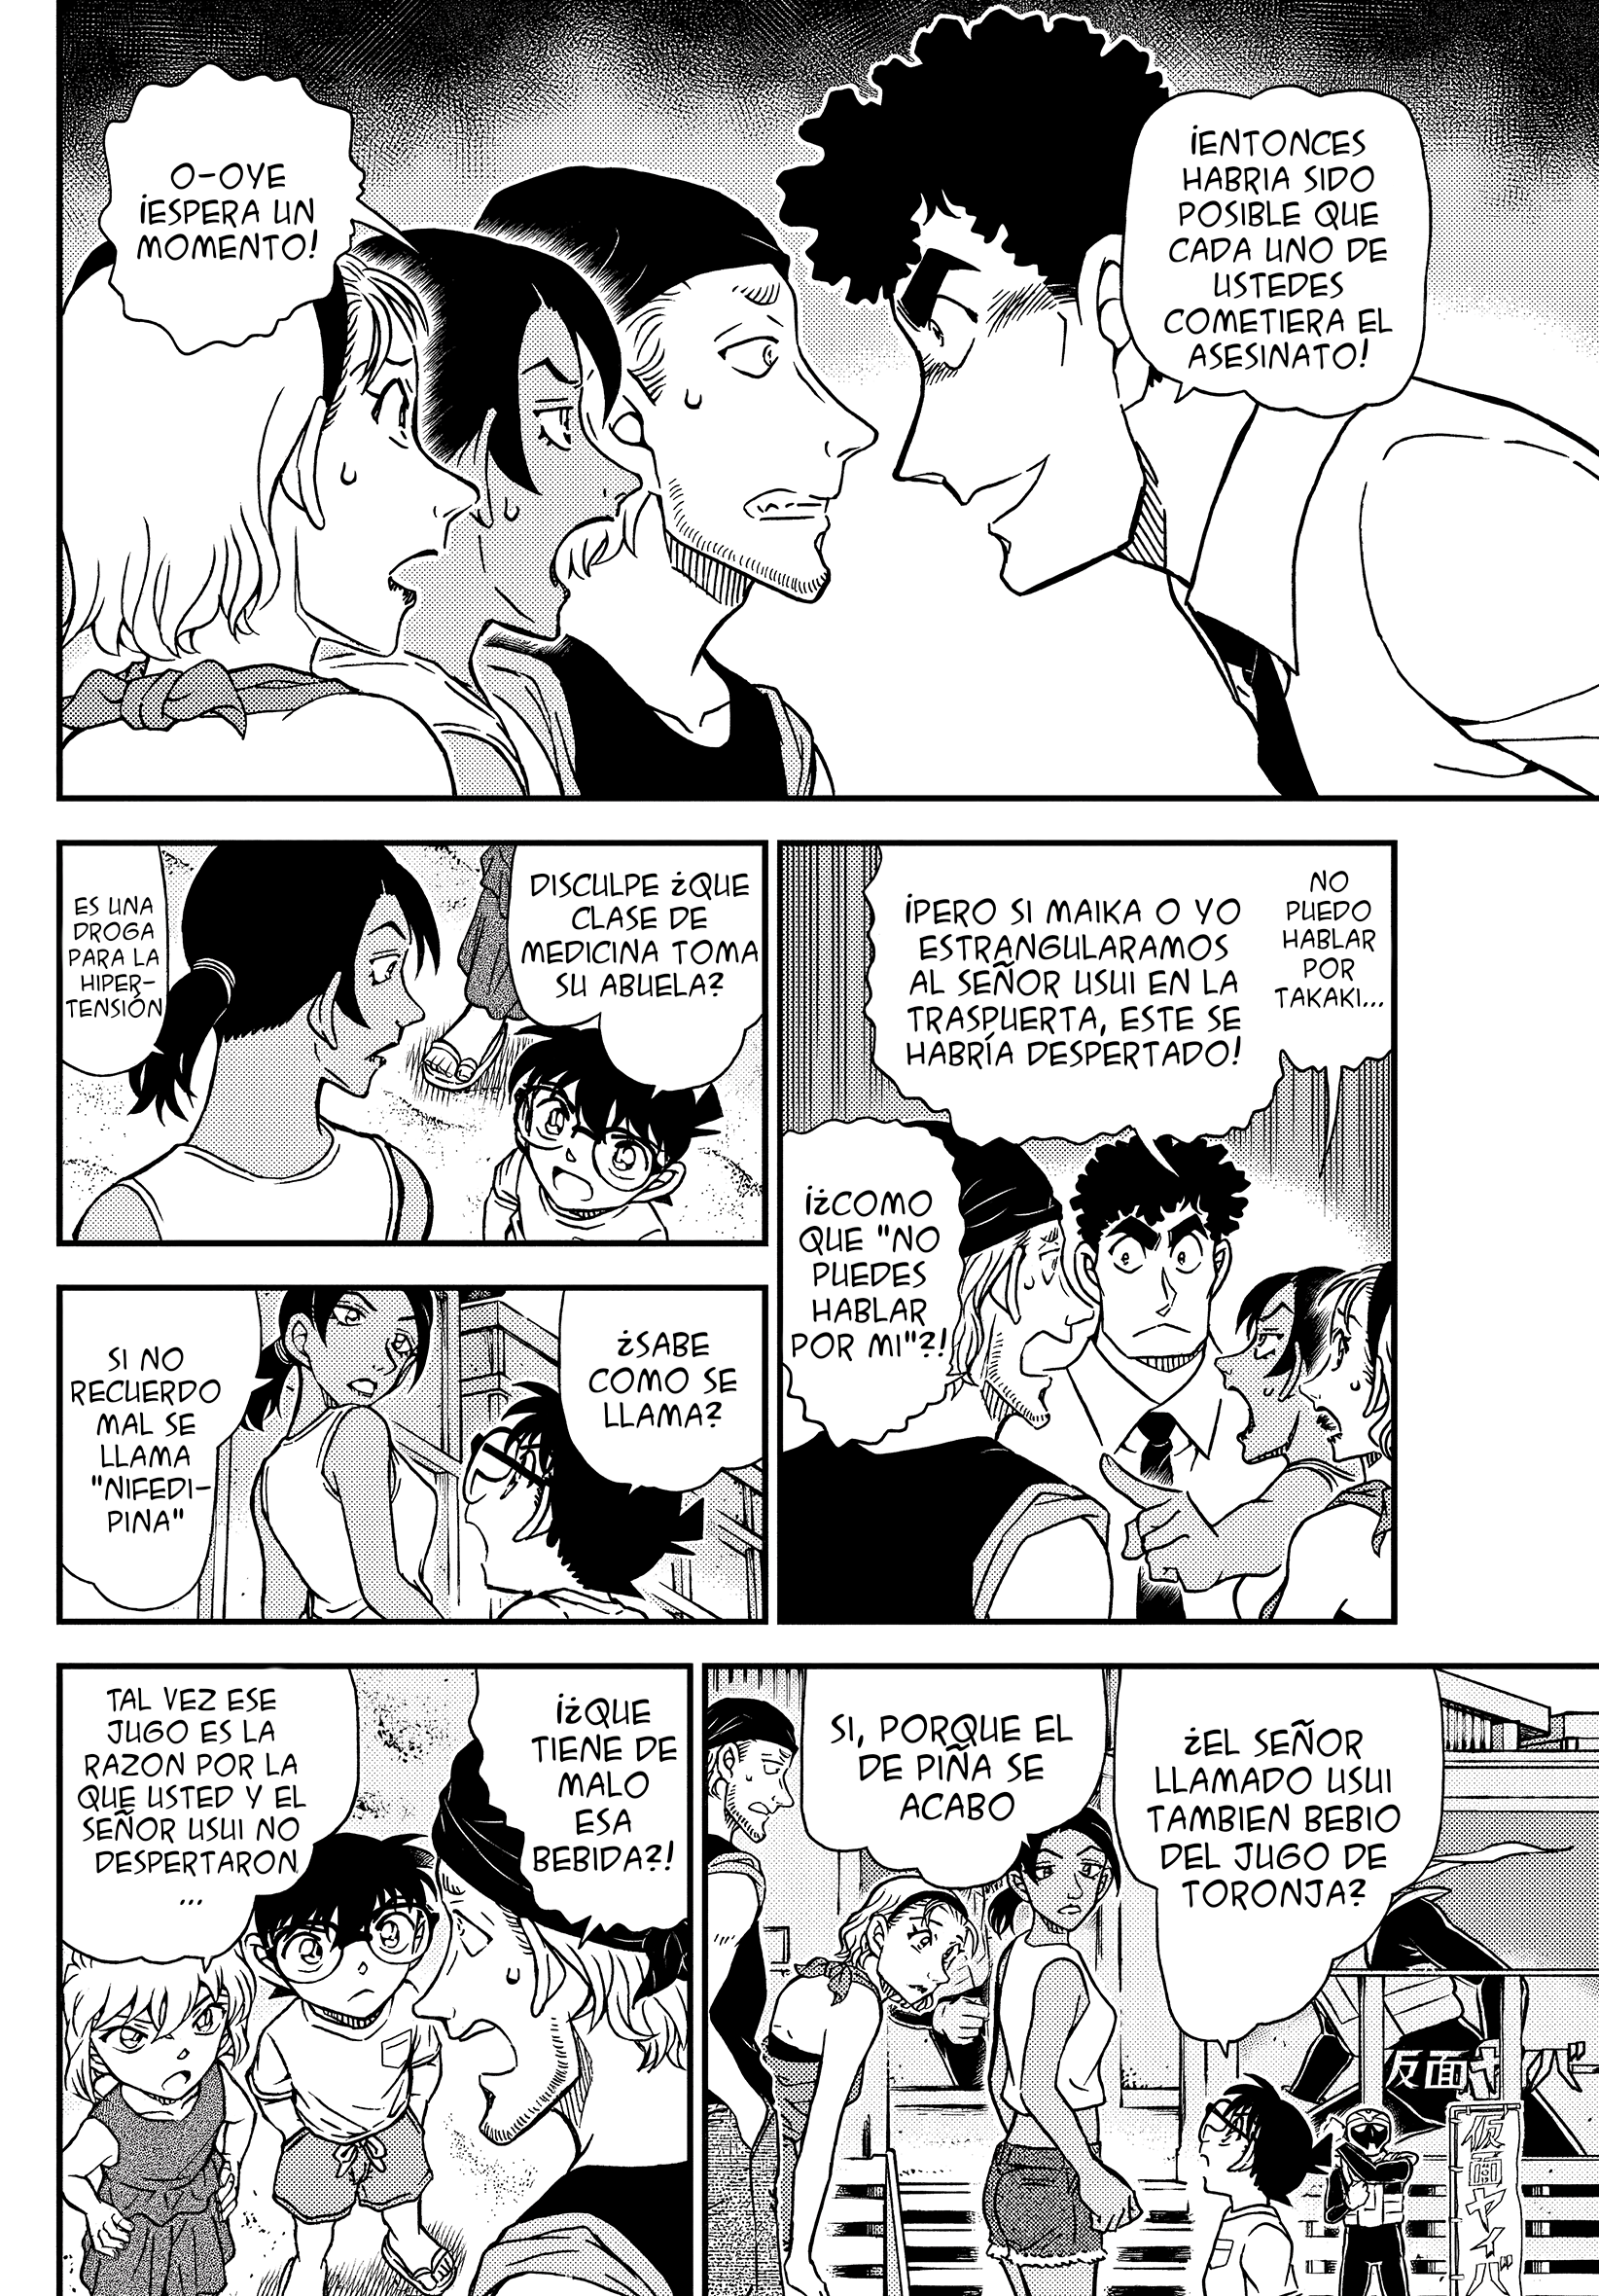 ¡ENTONCES
HABRIA SIDO
POSIBLE QUE
CADA UNO DE
USTEDES
COMETIERA EL
ASESINATO!
O-OYE
¡ESPERA UN
MOMENTO!
NO
PUEDO
HABLAR
POR
TAKAKI...
¡PERO SI MAIKA O YO
ESTRANGULARAMOS
AL SEÑOR USUI EN LA
TRASPUERTA, ESTE SE
HABRÍA DESPERTADO!
¡¿COMO
QUE "NO
PUEDES
HABLAR
POR MI"?!
DISCULPE ¿QUE
CLASE DE
MEDICINA TOMA
SU ABUELA?
ES UNA
DROGA
PARA LA
HIPER-
TENSIÓN
¿SABE
COMO SE
LLAMA?
SI NO
RECUERDO
MAL SE
LLAMA
"NIFEDI-
PINA"
¿EL SEÑOR
LLAMADO USUI
TAMBIEN BEBIO
DEL JUGO DE
TORONJA?
SI, PORQUE EL
DE PIÑA SE
ACABO
仮面ヤイバー
仮面ヤイバ
¡¿QUE
TIENE DE
MALO
ESA
BEBIDA?!
TAL VEZ ESE
JUGO ES LA
RAZON POR LA
QUE USTED Y EL
SEÑOR USUI NO
DESPERTARON
...